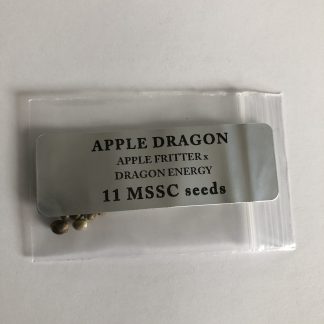 APPLE DRAGON
APPLE FRITTER x
DRAGON ENERGY
11 MSSC seeds